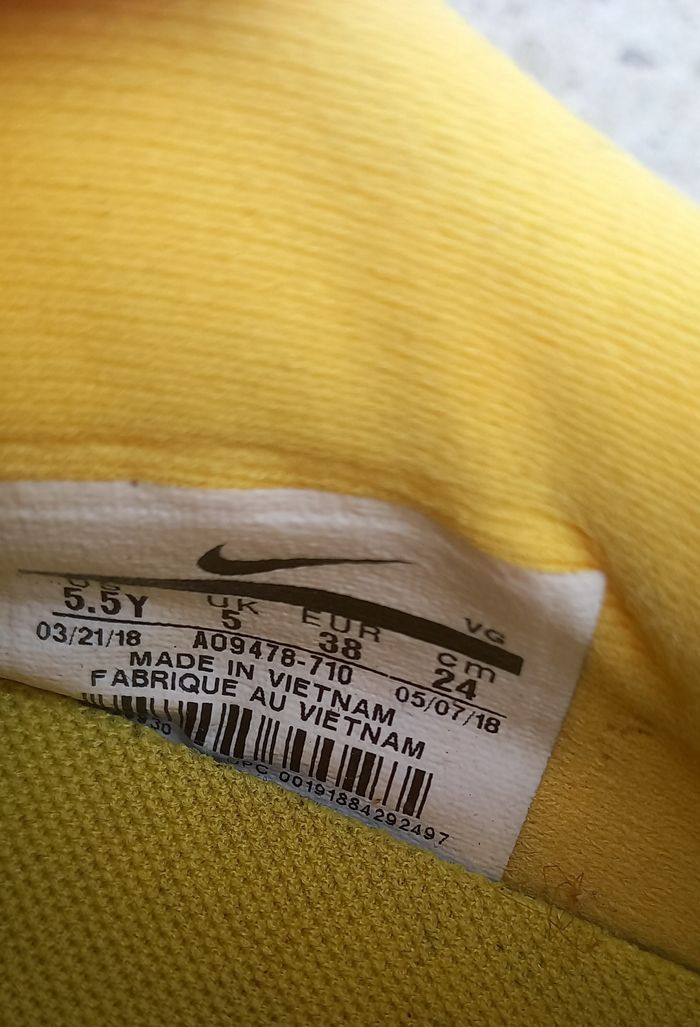 US UK EUR cm VG
5.5Y 5 38 24
03/21/18 AO9478-710 05/07/18
MADE IN VIETNAM
FABRIQUE AU VIETNAM
UPC 00191884292497